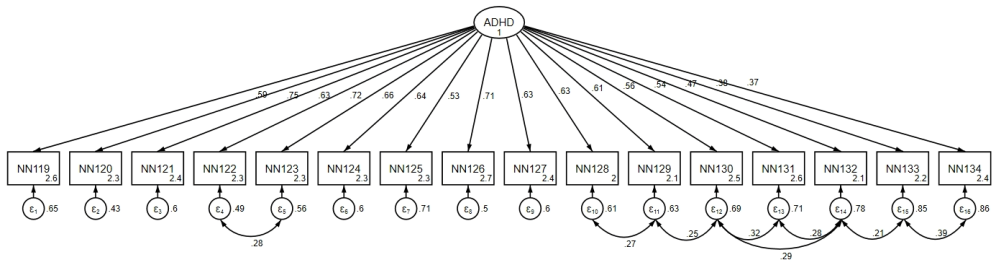 ADHD
1
.59 .75 .63 .72 .66 .64 .53 .71 .63 .63 .61 .56 .54 .47 .38 .37
NN119 NN120 NN121 NN122 NN123 NN124 NN125 NN126 NN127 NN128 NN129 NN130 NN131 NN132 NN133 NN134
2.6 2.3 2.4 2.3 2.3 2.3 2.3 2.7 2.4 2 2.1 2.5 2.6 2.1 2.2 2.4
ε1 .65 ε2 .43 ε3 .6 ε4 .49 ε5 .56 ε6 .6 ε7 .71 ε8 .5 ε9 .6 ε10 .61 ε11 .63 ε12 .69 ε13 .71 ε14 .78 ε15 .85 ε16 .86
.28 .27 .25 .32 .28 .21 .39
.29